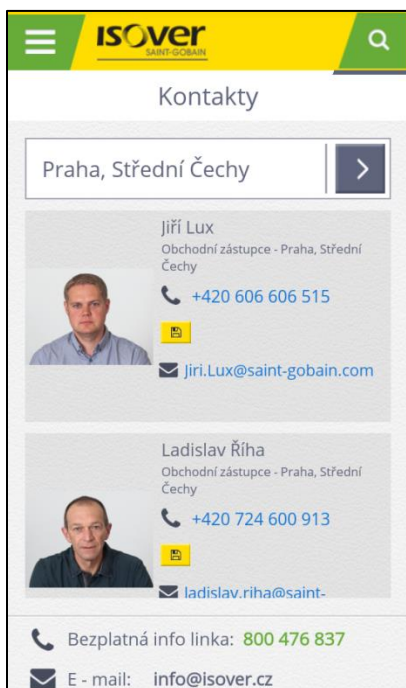 ISOVER
SAINT-GOBAIN
Kontakty
Praha, Střední Čechy
Jiří Lux
Obchodní zástupce - Praha, Střední
Čechy
+420 606 606 515
Jiri.Lux@saint-gobain.com
Ladislav Říha
Obchodní zástupce - Praha, Střední
Čechy
+420 724 600 913
ladislav.riha@saint-
Bezplatná info linka: 800 476 837
E - mail: info@isover.cz